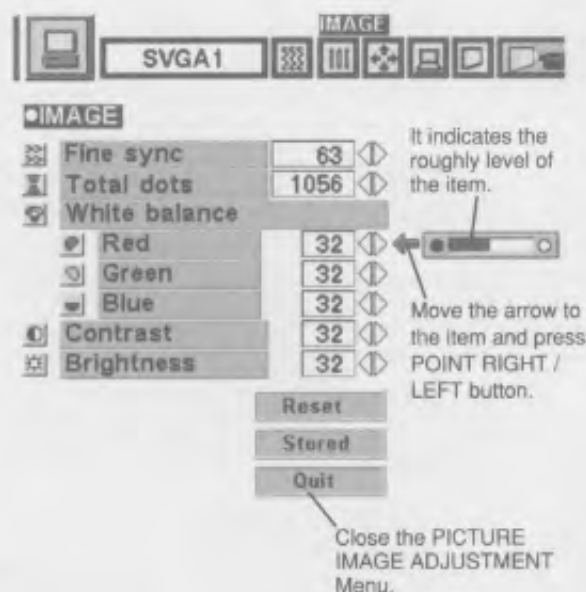 IMAGE
SVGA1
IMAGE
Fine sync 63
Total dots 1056
White balance
Red 32
Green 32
Blue 32
Contrast 32
Brightness 32
It indicates the
roughly level of
the item.
Move the arrow to
the item and press
POINT RIGHT /
LEFT button.
Reset
Stored
Quit
Close the PICTURE
IMAGE ADJUSTMENT
Menu.